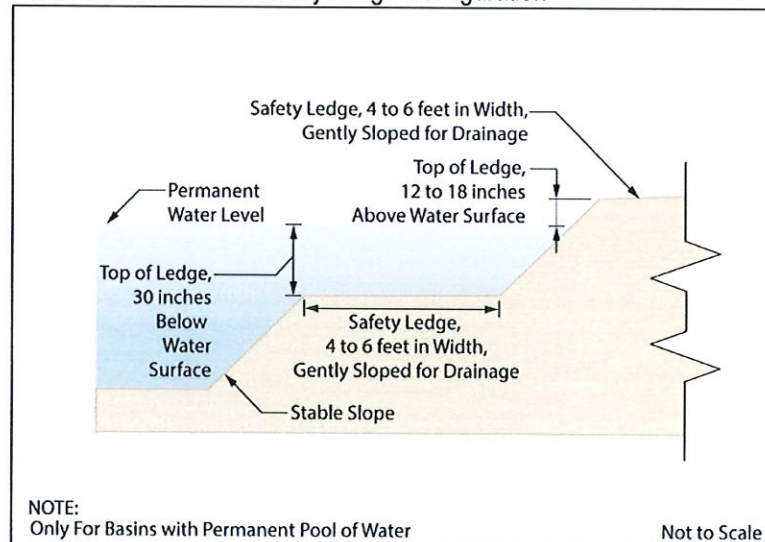 Safety Ledge, 4 to 6 feet in Width,
Gently Sloped for Drainage
Top of Ledge,
12 to 18 inches
Above Water Surface
Permanent
Water Level
Top of Ledge,
30 inches
Below
Water
Surface
Safety Ledge,
4 to 6 feet in Width,
Gently Sloped for Drainage
Stable Slope
NOTE:
Only For Basins with Permanent Pool of Water
Not to Scale